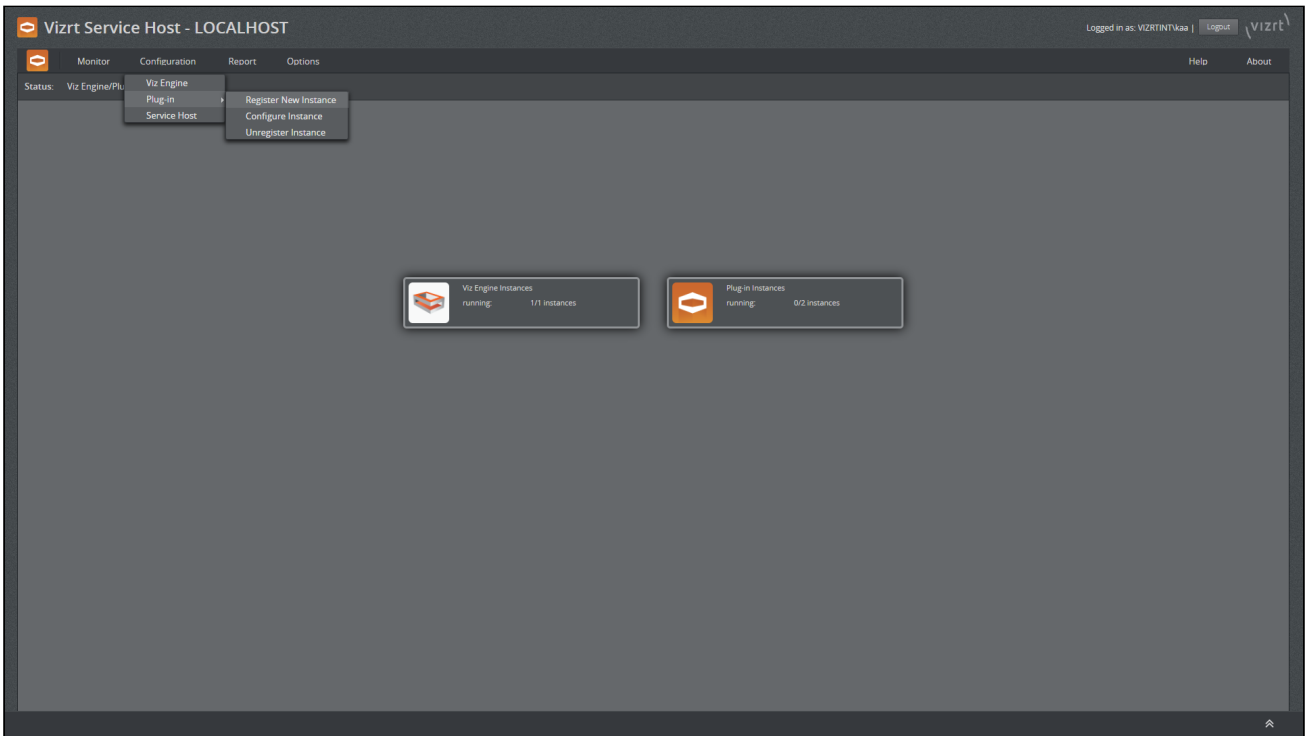 Vizrt Service Host - LOCALHOST
Logged in as: VIZRTINT\kaa | Logout
vizrt
Monitor Configuration Report Options Help About
Status: Viz Engine/Plu
Viz Engine
Plug-in
Service Host
Register New Instance
Configure Instance
Unregister Instance
Viz Engine Instances
running: 1/1 instances
Plug-in Instances
running: 0/2 instances